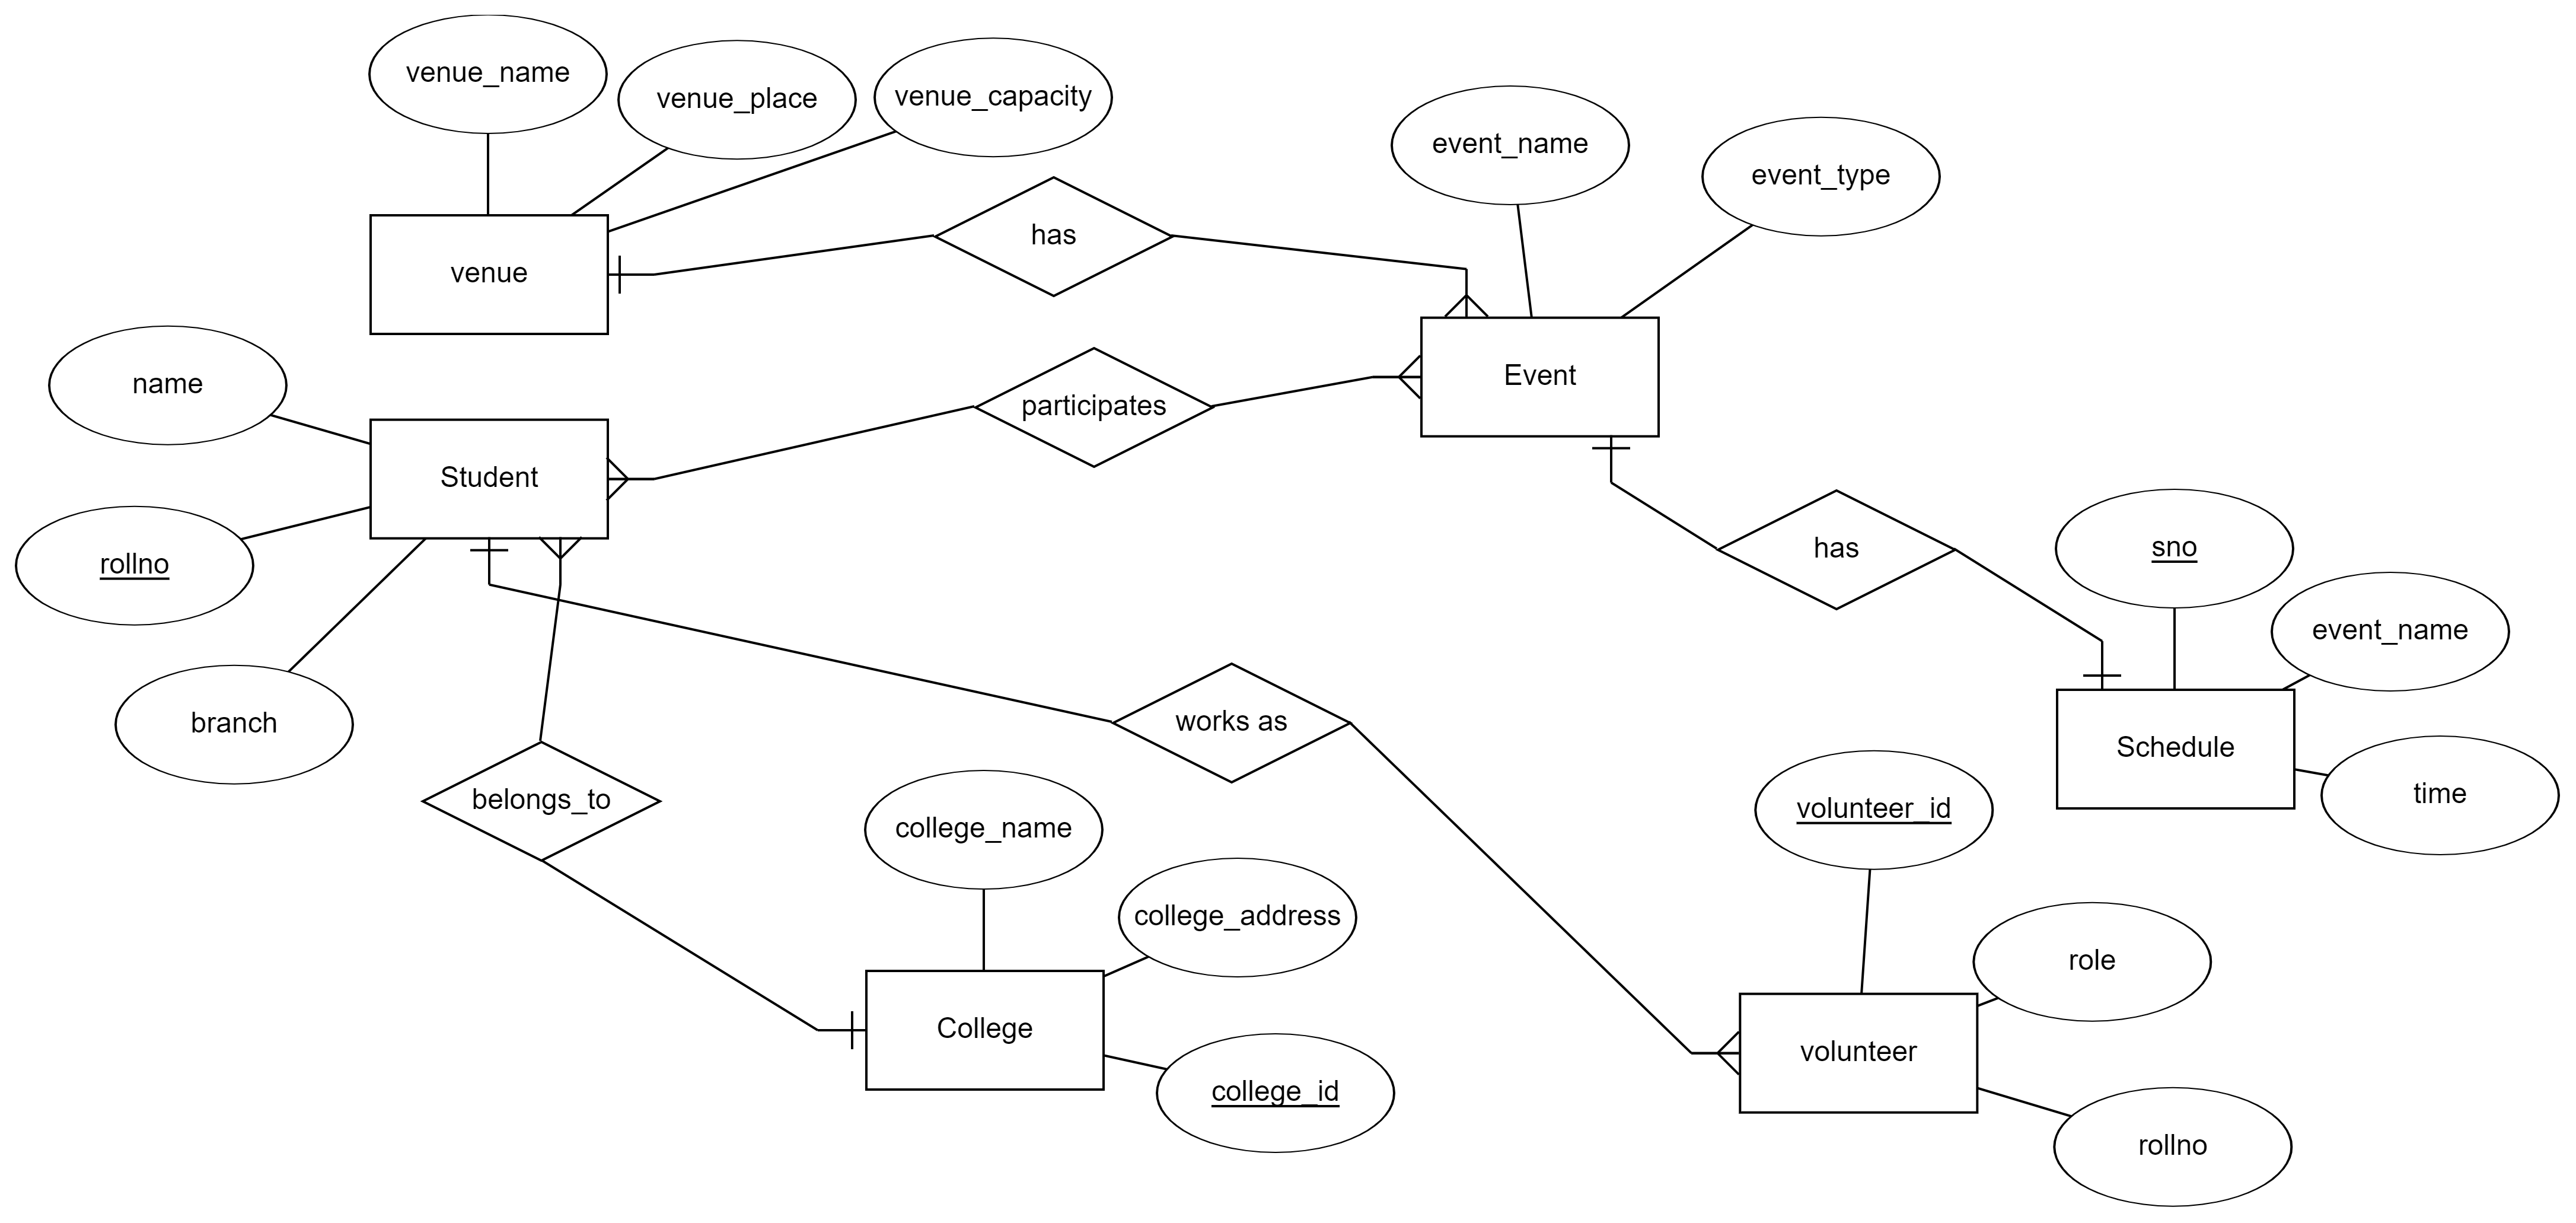 venue_name
venue_place
venue_capacity
event_name
event_type
venue
has
Event
name
participates
Student
rollno
has
sno
event_name
branch
works as
Schedule
time
belongs_to
volunteer_id
college_name
college_address
role
College
volunteer
college_id
rollno